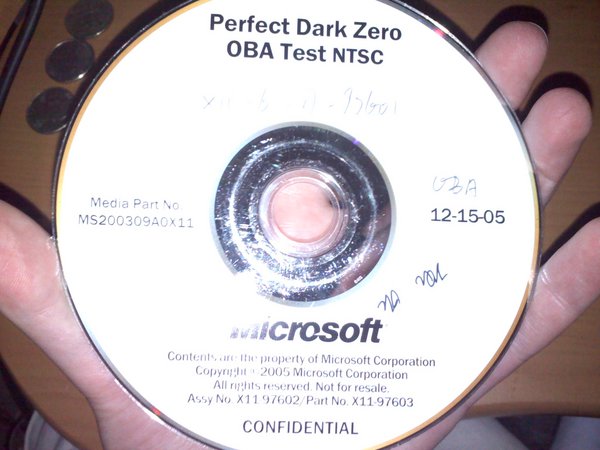 Perfect Dark Zero
OBA Test NTSC
Media Part No.
MS200309A0X11
OBA
12-15-05
Microsoft
Contents are the property of Microsoft Corporation
Copyright © 2005 Microsoft Corporation
All rights reserved. Not for resale.
Assy No. X11-97602/Part No. X11-97603
CONFIDENTIAL